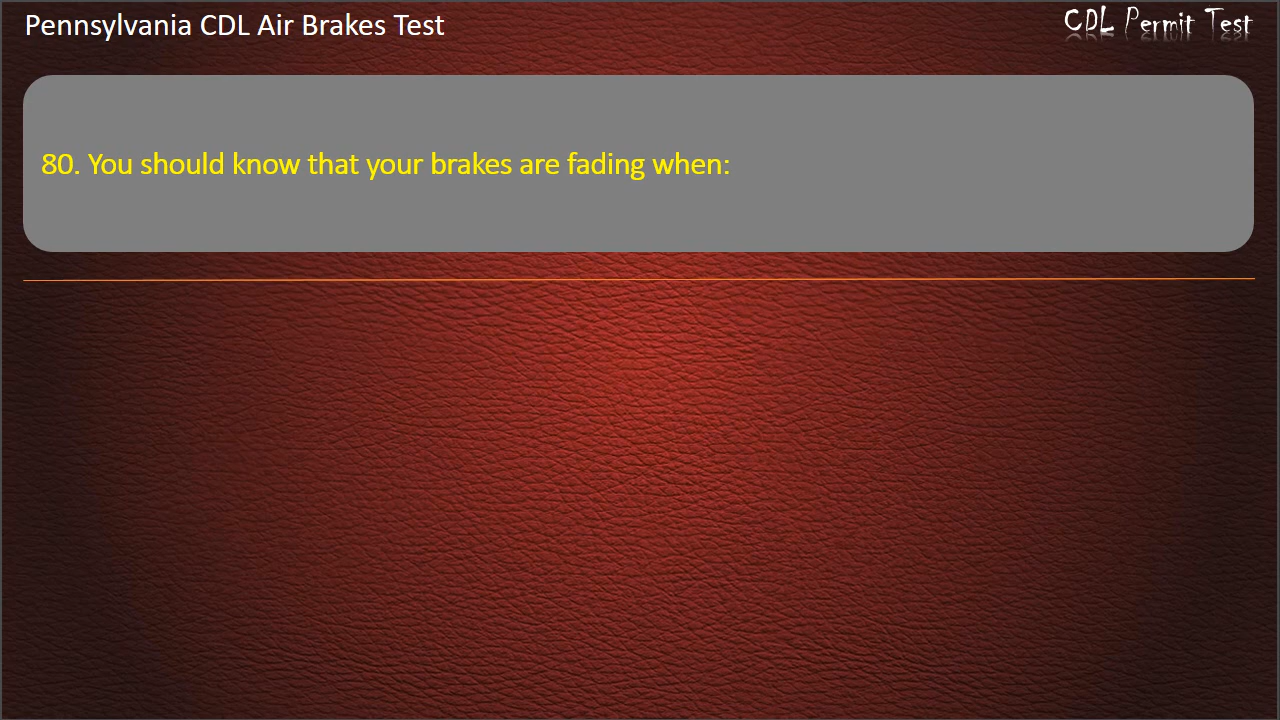 Pennsylvania CDL Air Brakes Test
CDL Permit Test
80. You should know that your brakes are fading when: